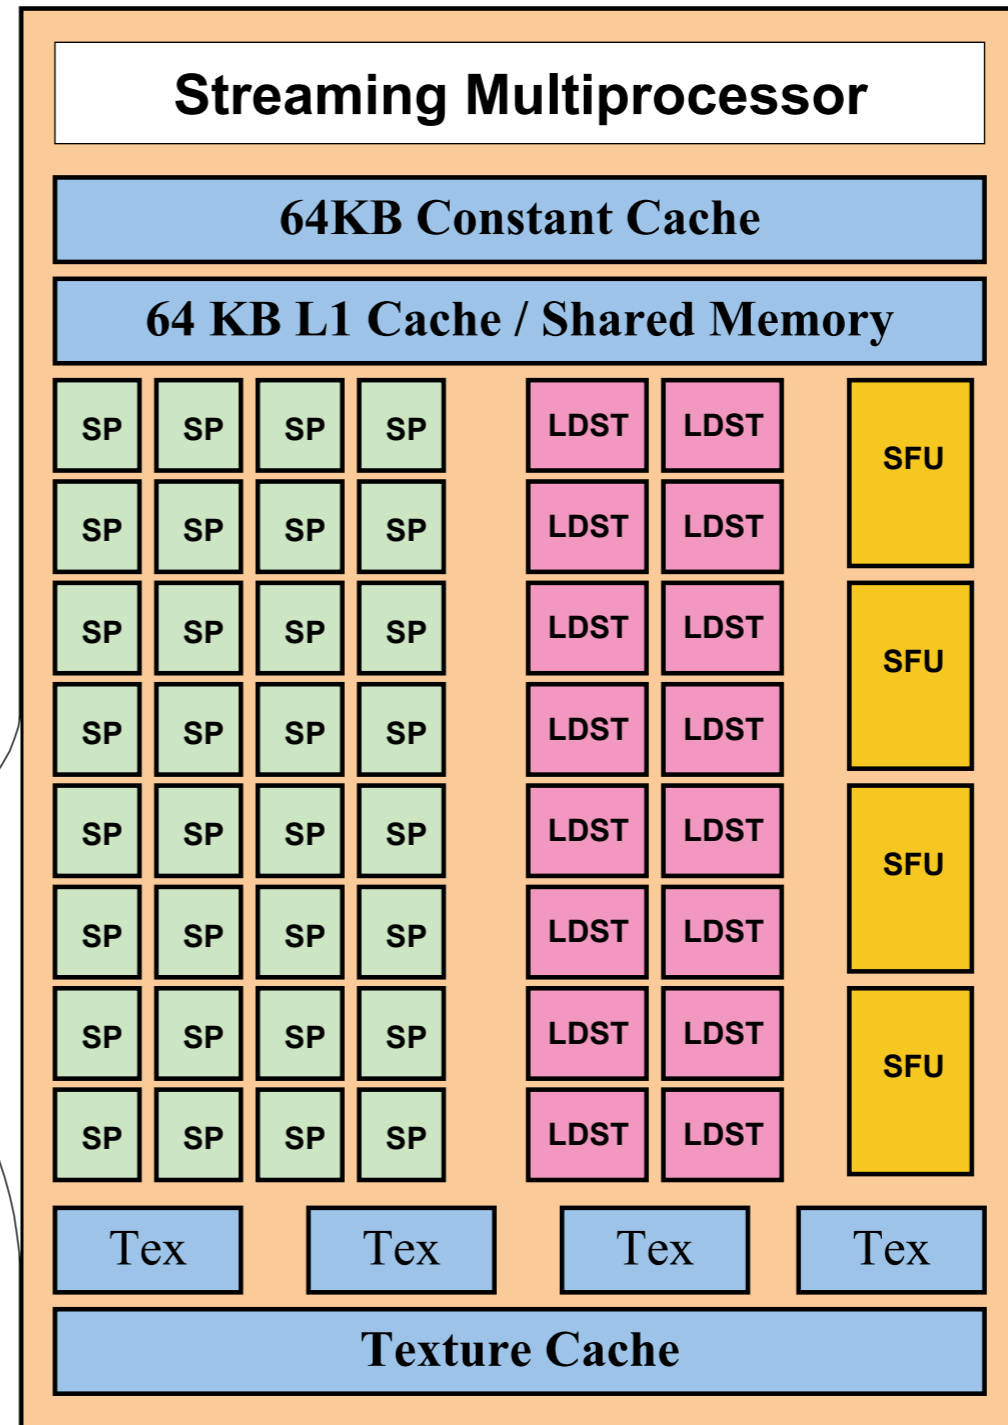 Streaming Multiprocessor
64KB Constant Cache
64 KB L1 Cache / Shared Memory
SP SP SP SP LDST LDST SFU
SP SP SP SP LDST LDST
SP SP SP SP LDST LDST SFU
SP SP SP SP LDST LDST
SP SP SP SP LDST LDST SFU
SP SP SP SP LDST LDST
SP SP SP SP LDST LDST SFU
SP SP SP SP LDST LDST
Tex Tex Tex Tex
Texture Cache